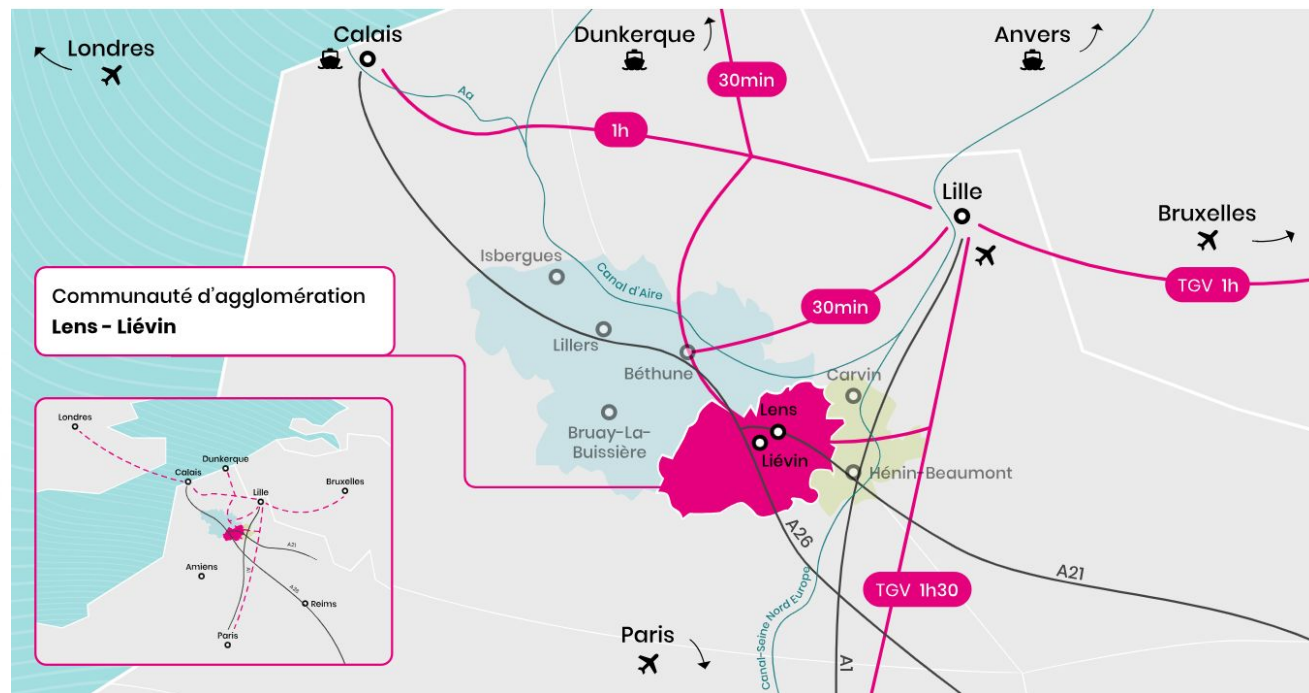 Londres
Calais
Dunkerque
Anvers
30min
Aa
1h
Lille
Bruxelles
Isbergues
Canal d'Aire
TGV 1h
Communauté d'agglomération
Lens - Liévin
30min
Lillers
Béthune
Carvin
Bruay-La-
Buissière
Lens
Liévin
Hénin-Beaumont
Londres
Dunkerque
Calais
Lille
Bruxelles
A21
A1
Amiens
A26
Reims
Paris
A26
A21
TGV 1h30
Canal-Seine Nord Europe
Paris
A1